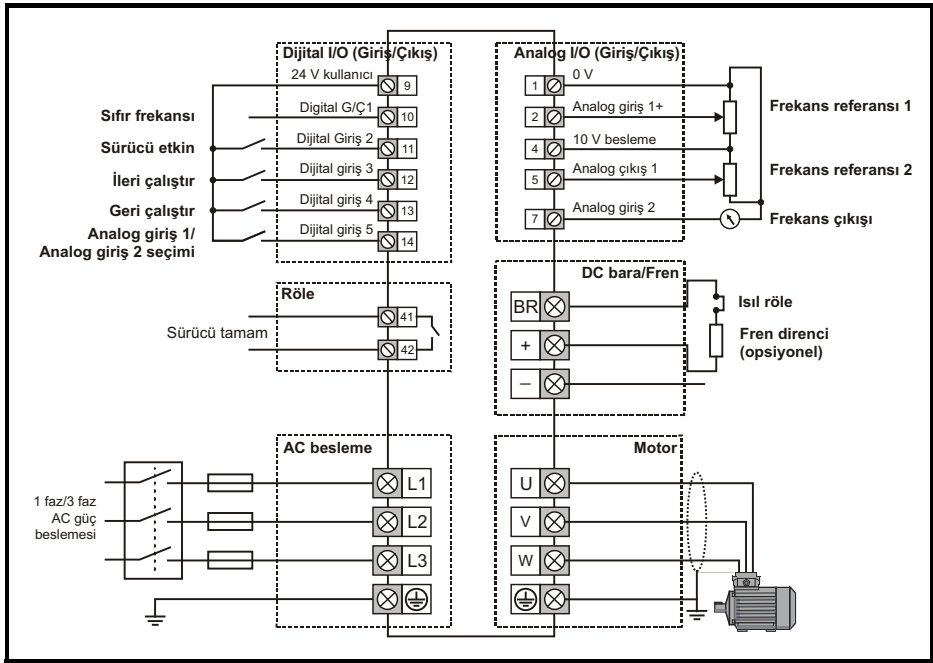 Dijital I/O (Giriş/Çıkış)
24 V kullanıcı
9
Sıfır frekansı
Digital G/Ç1
10
Sürücü etkin
Dijital Giriş 2
11
İleri çalıştır
Dijital giriş 3
12
Geri çalıştır
Dijital giriş 4
13
Analog giriş 1/
Analog giriş 2 seçimi
Dijital giriş 5
14
Analog I/O (Giriş/Çıkış)
1
0 V
2
Analog giriş 1+
Frekans referansı 1
4
10 V besleme
5
Analog çıkış 1
Frekans referansı 2
7
Analog giriş 2
Frekans çıkışı
Röle
41
Sürücü tamam
42
DC bara/Fren
BR
Isıl röle
+
Fren direnci
(opsiyonel)
–
AC besleme
1 faz/3 faz
AC güç
beslemesi
L1
L2
L3
Motor
U
V
W